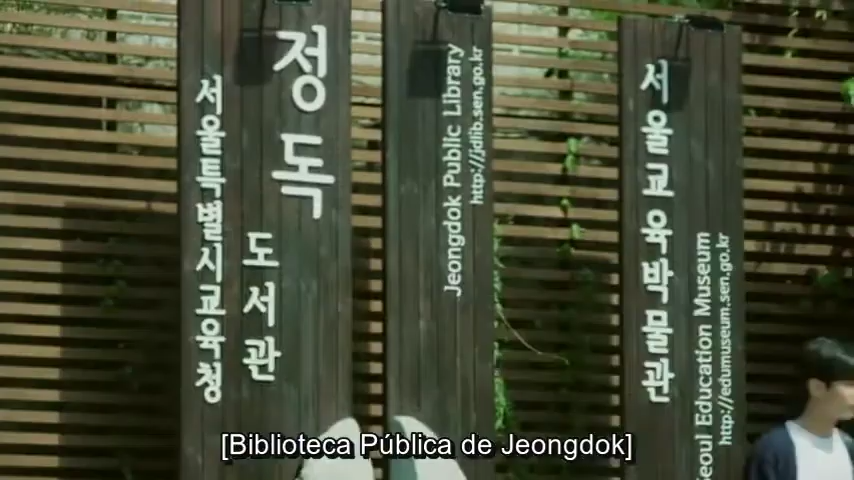 정독
서울특별시교육청
도서관
Jeongdok Public Library
http://jdlib.sen.go.kr
서울교육박물관
Seoul Education Museum
http://edumuseum.sen.go.kr
[Biblioteca Pública de Jeongdok]